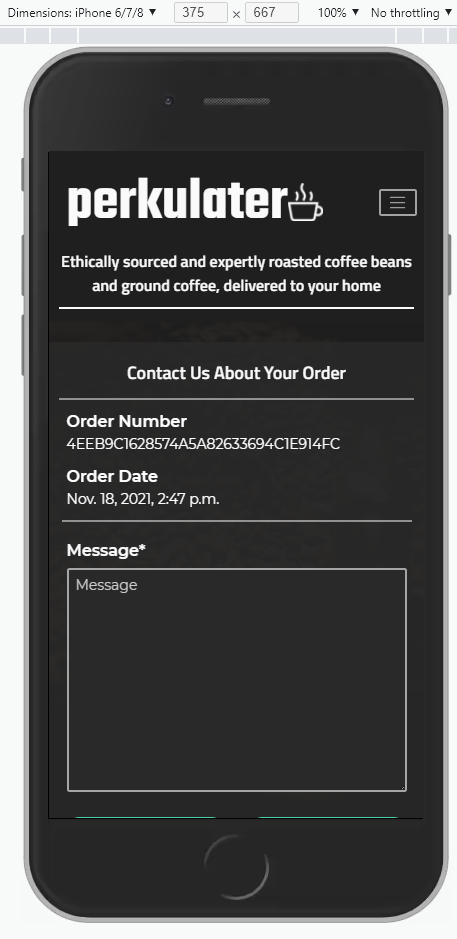 Dimensions: iPhone 6/7/8 ▼ 375 × 667 100% ▼ No throttling ▼
perkulater
Ethically sourced and expertly roasted coffee beans
and ground coffee, delivered to your home
Contact Us About Your Order
Order Number
4EEB9C1628574A5A82633694C1E914FC
Order Date
Nov. 18, 2021, 2:47 p.m.
Message*
Message